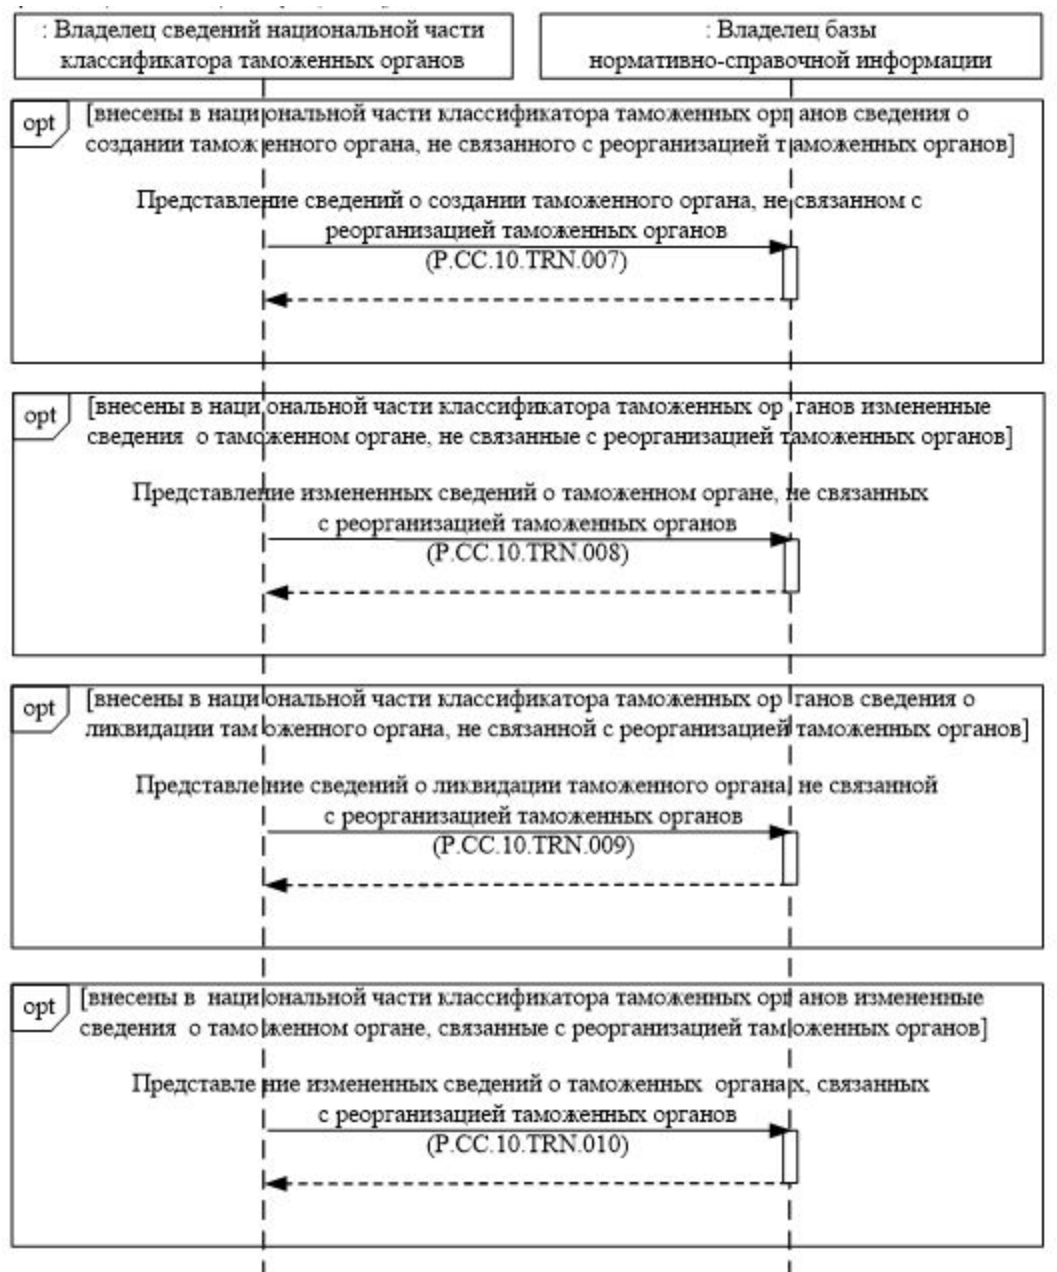 : Владелец сведений национальной части
классификатора таможенных органов
: Владелец базы
нормативно-справочной информации
opt
[внесены в национальной части классификатора таможенных органов сведения о
создании таможенного органа, не связанного с реорганизацией таможенных органов]
Представление сведений о создании таможенного органа, не связанном с
реорганизацией таможенных органов
(P.CC.10.TRN.007)
opt
[внесены в национальной части классификатора таможенных органов измененные
сведения о таможенном органе, не связанные с реорганизацией таможенных органов]
Представление измененных сведений о таможенном органе, не связанных
с реорганизацией таможенных органов
(P.CC.10.TRN.008)
opt
[внесены в национальной части классификатора таможенных органов сведения о
ликвидации таможенного органа, не связанной с реорганизацией таможенных органов]
Представление сведений о ликвидации таможенного органа, не связанной
с реорганизацией таможенных органов
(P.CC.10.TRN.009)
opt
[внесены в национальной части классификатора таможенных органов измененные
сведения о таможенном органе, связанные с реорганизацией таможенных органов]
Представление измененных сведений о таможенных органах, связанных
с реорганизацией таможенных органов
(P.CC.10.TRN.010)